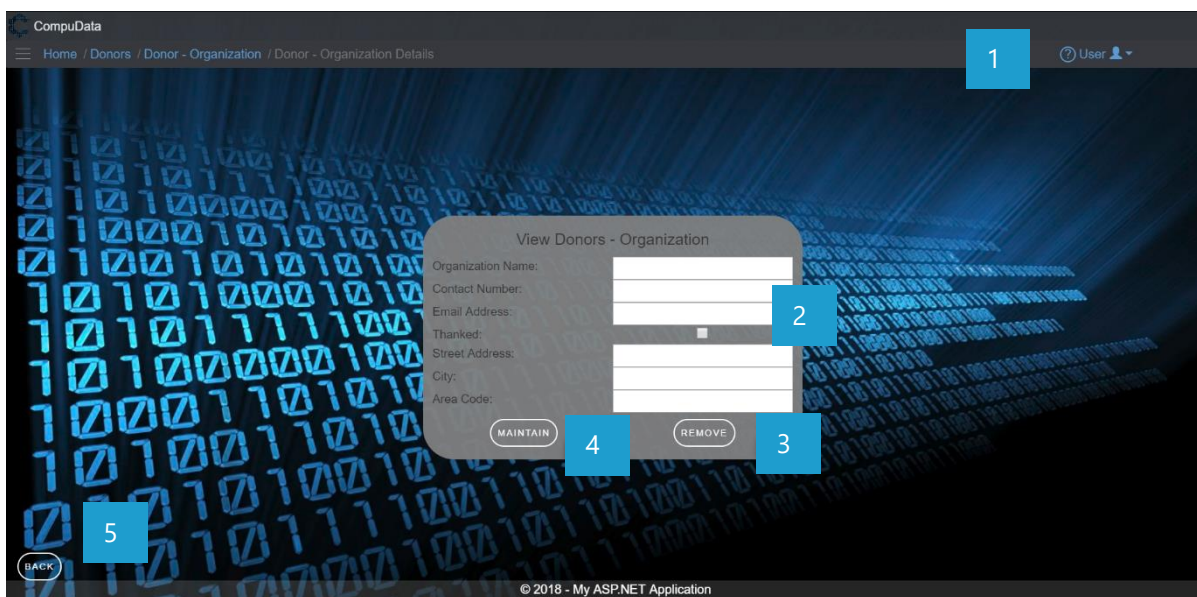 CompuData
Home / Donors / Donor - Organization / Donor - Organization Details
1
User
View Donors - Organization
Organization Name:
Contact Number:
Email Address:
2
Thanked:
Street Address:
City:
Area Code:
MAINTAIN
4
REMOVE
3
5
BACK
© 2018 - My ASP.NET Application